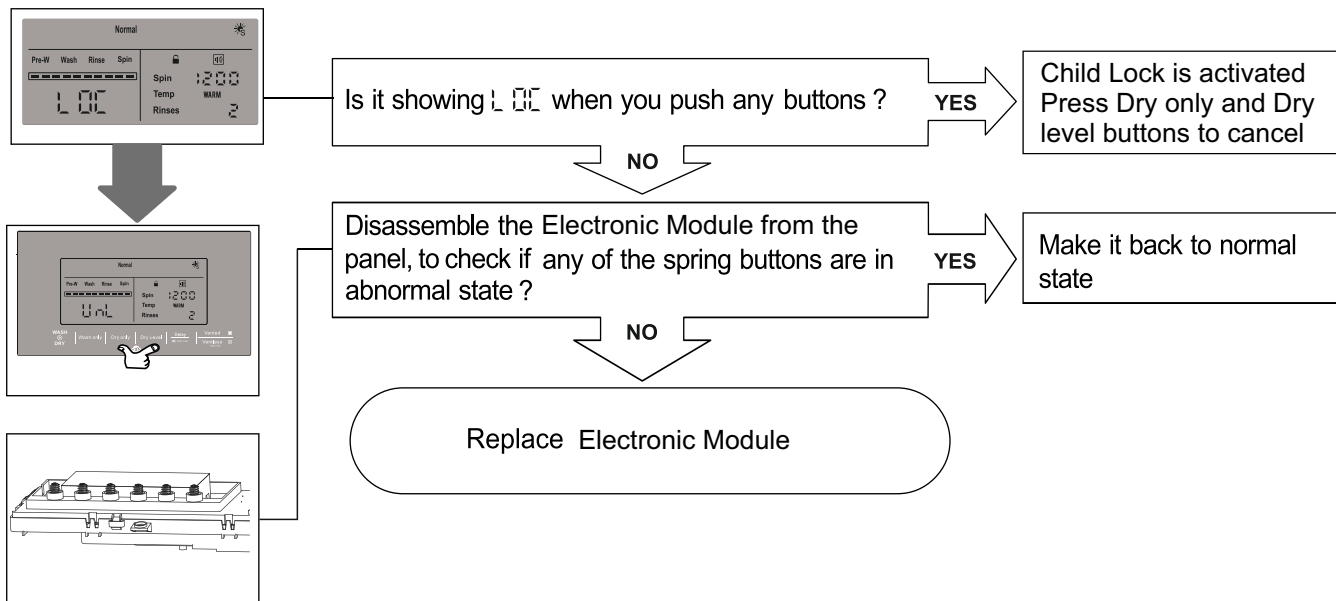 Normal
Pre-W Wash Rinse Spin
Spin 1200
Temp WARM
Rinses 2
LOC
Is it showing LOC when you push any buttons ?
YES
Child Lock is activated
Press Dry only and Dry
level buttons to cancel
NO
Normal
Pre-W Wash Rinse Spin
Spin 1200
Temp WARM
Rinses 2
UnL
WASH
DRY
Dry only
Dry Level
Delay
Vented
Ventless
Disassemble the Electronic Module from the
panel, to check if any of the spring buttons are in
abnormal state ?
YES
Make it back to normal
state
NO
Replace Electronic Module